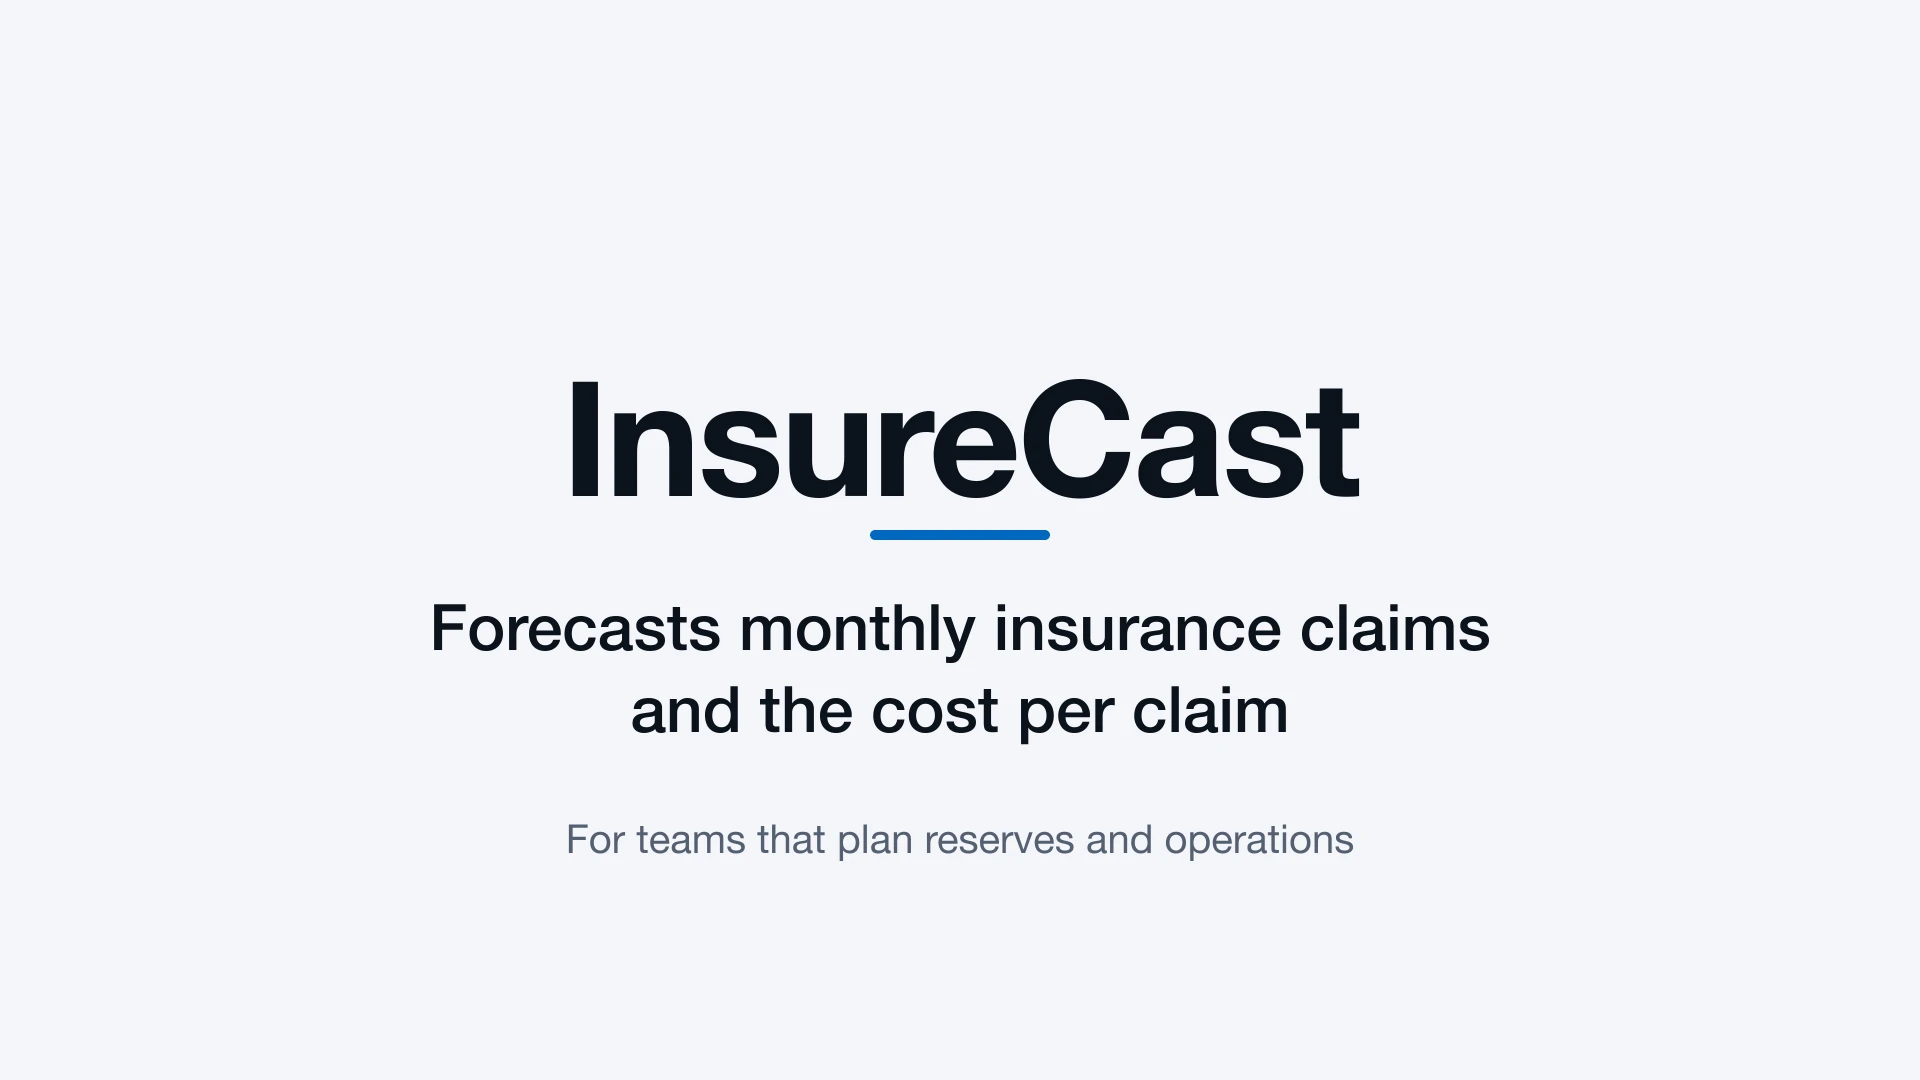 InsureCast
Forecasts monthly insurance claims
and the cost per claim
For teams that plan reserves and operations